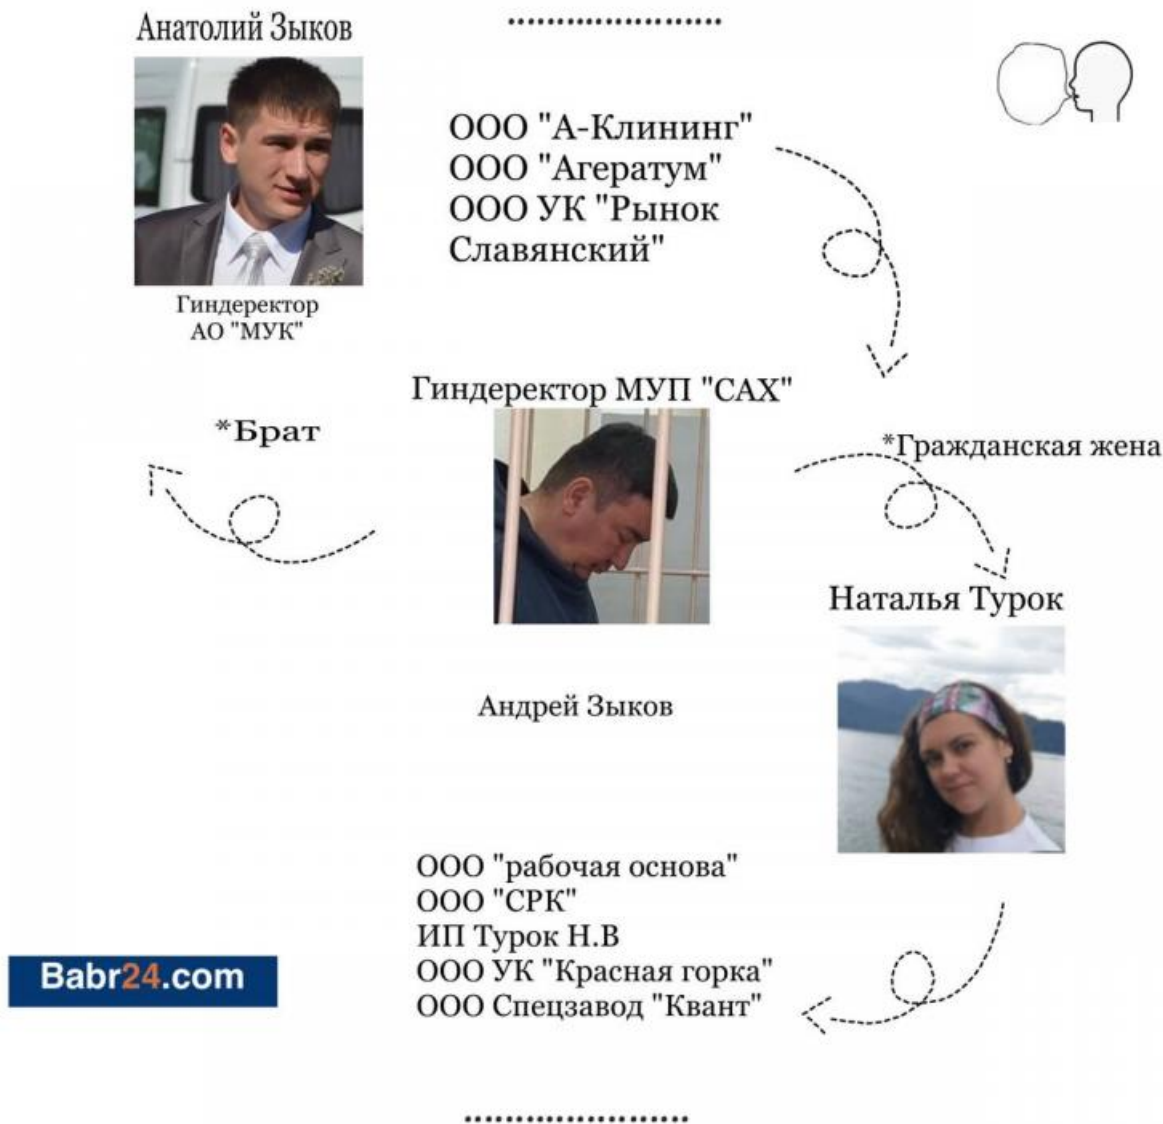 Анатолий Зыков
ООО "А-Клининг"
ООО "Агератум"
ООО УК "Рынок
Славянский"
Гиндеректор
АО "МУК"
Гиндеректор МУП "САХ"
*Брат
*Гражданская жена
Наталья Турок
Андрей Зыков
ООО "рабочая основа"
ООО "СРК"
ИП Турок Н.В
ООО УК "Красная горка"
ООО Спецзавод "Квант"
Babr24.com